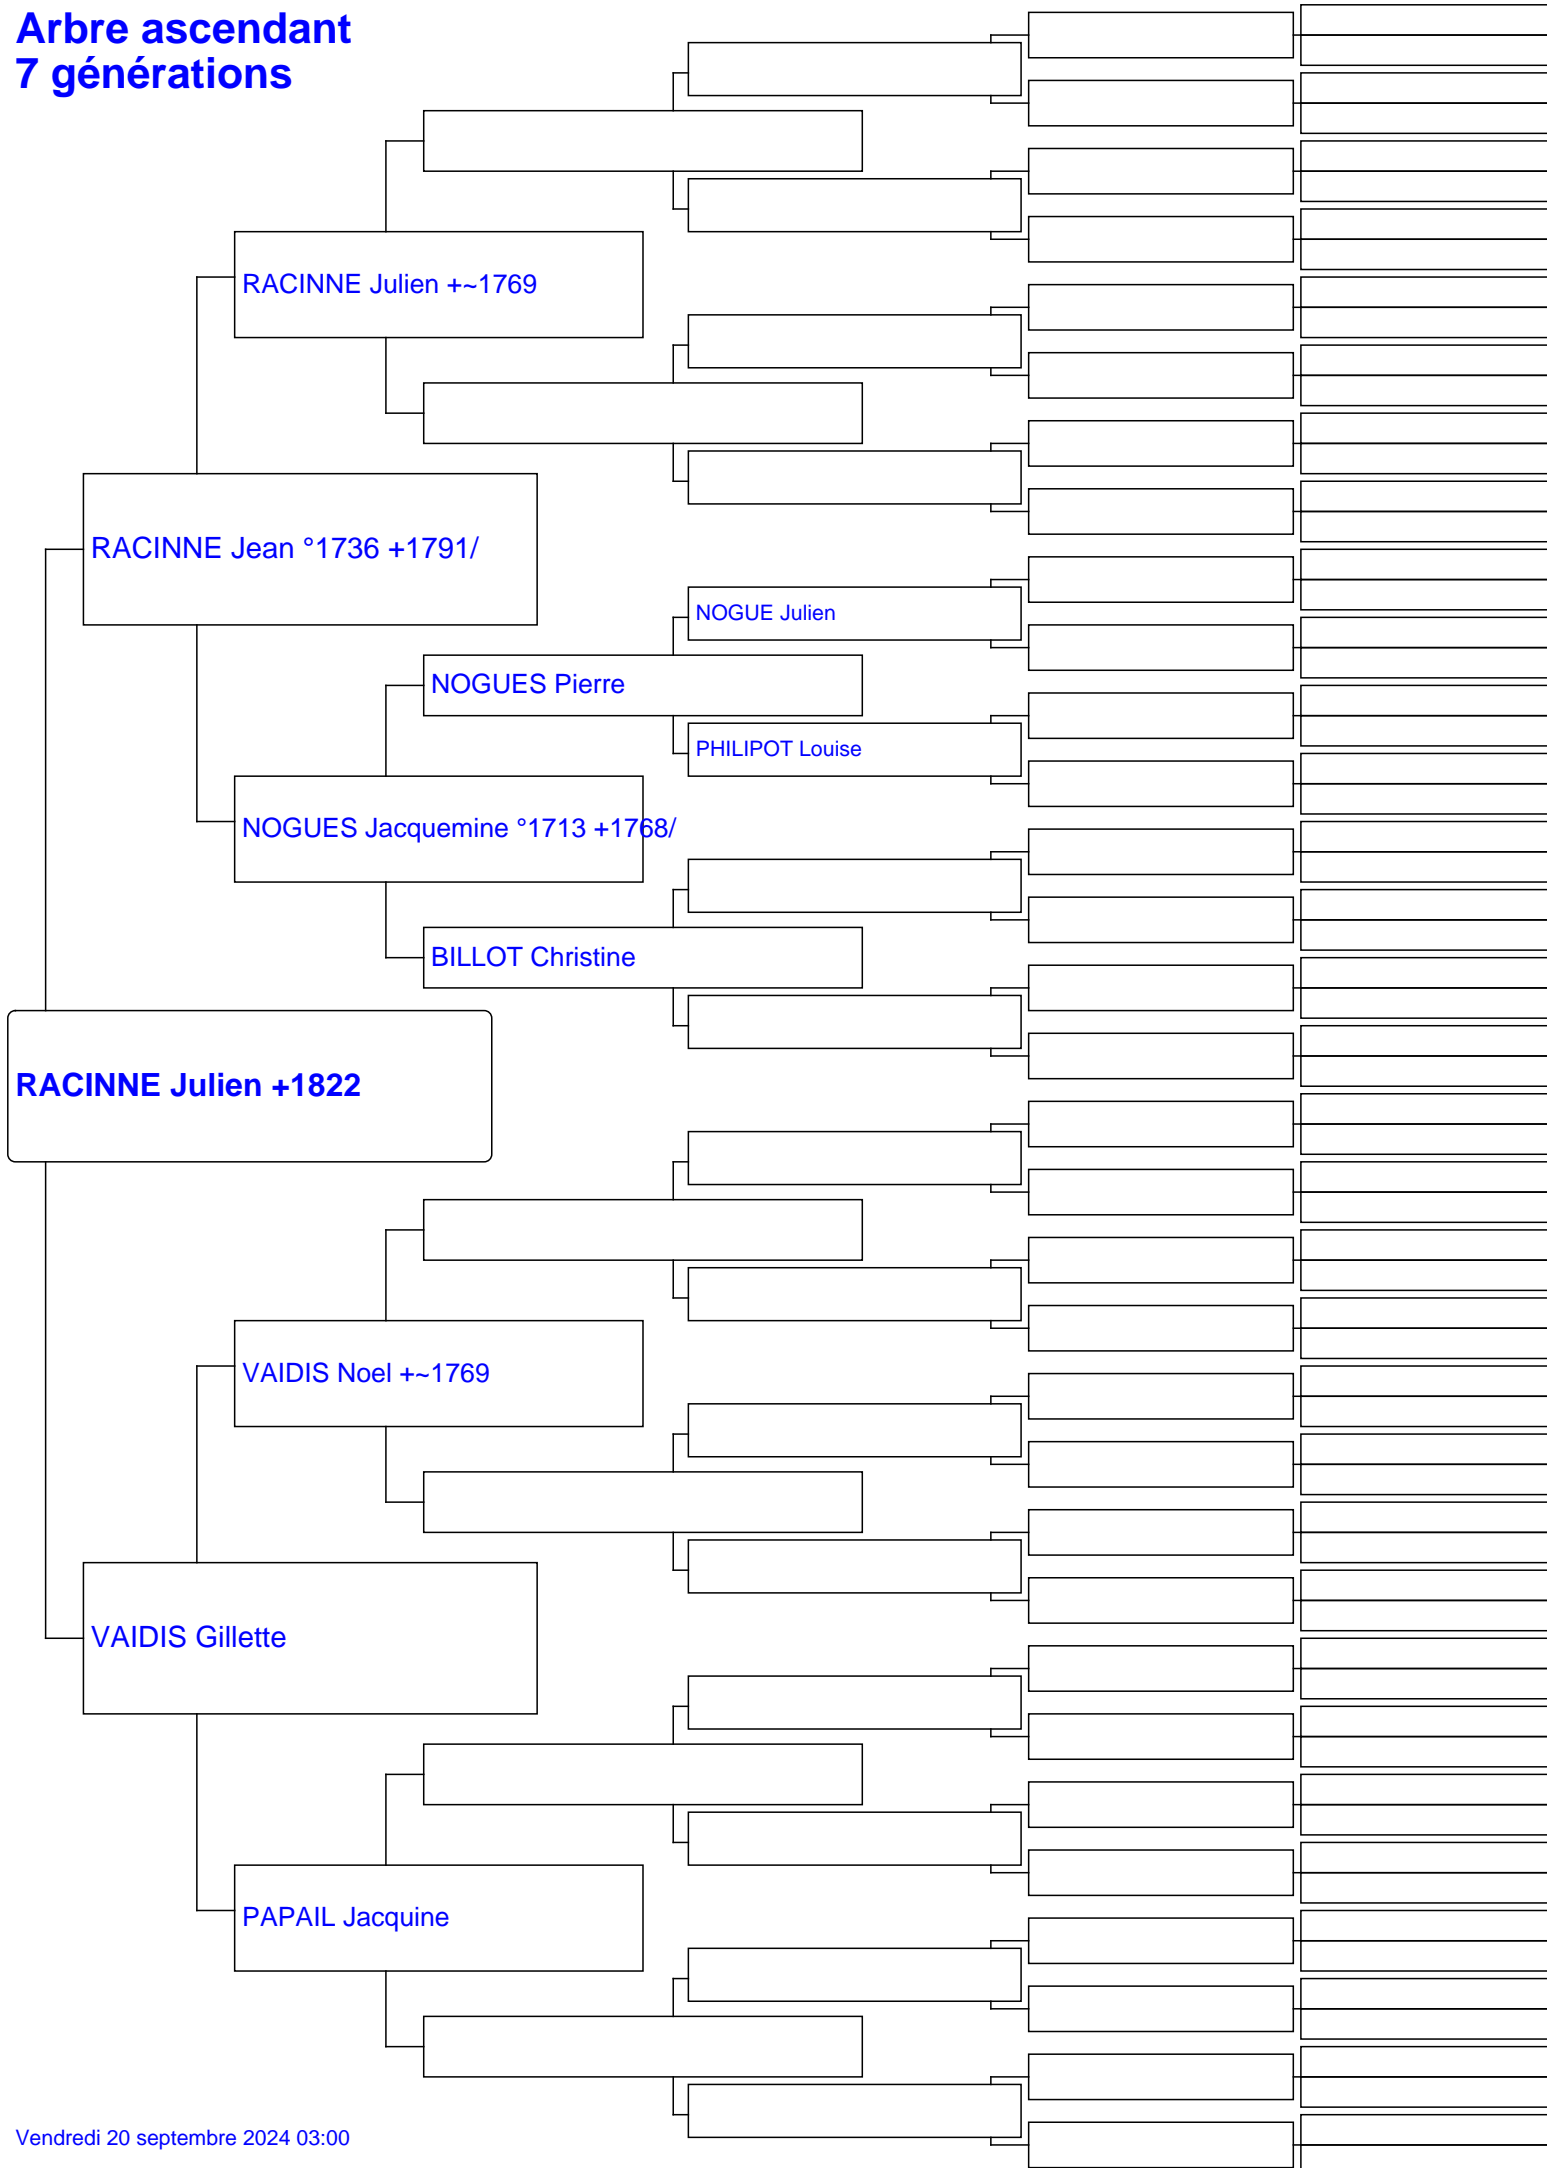 Arbre ascendant
7 générations
RACINNE Julien +~1769
RACINNE Jean °1736 +1791/
NOGUE Julien
NOGUES Pierre
PHILIPOT Louise
NOGUES Jacquemine °1713 +1768/
BILLOT Christine
RACINNE Julien +1822
VAIDIS Noel +~1769
VAIDIS Gillette
PAPAIL Jacquine
Vendredi 20 septembre 2024 03:00